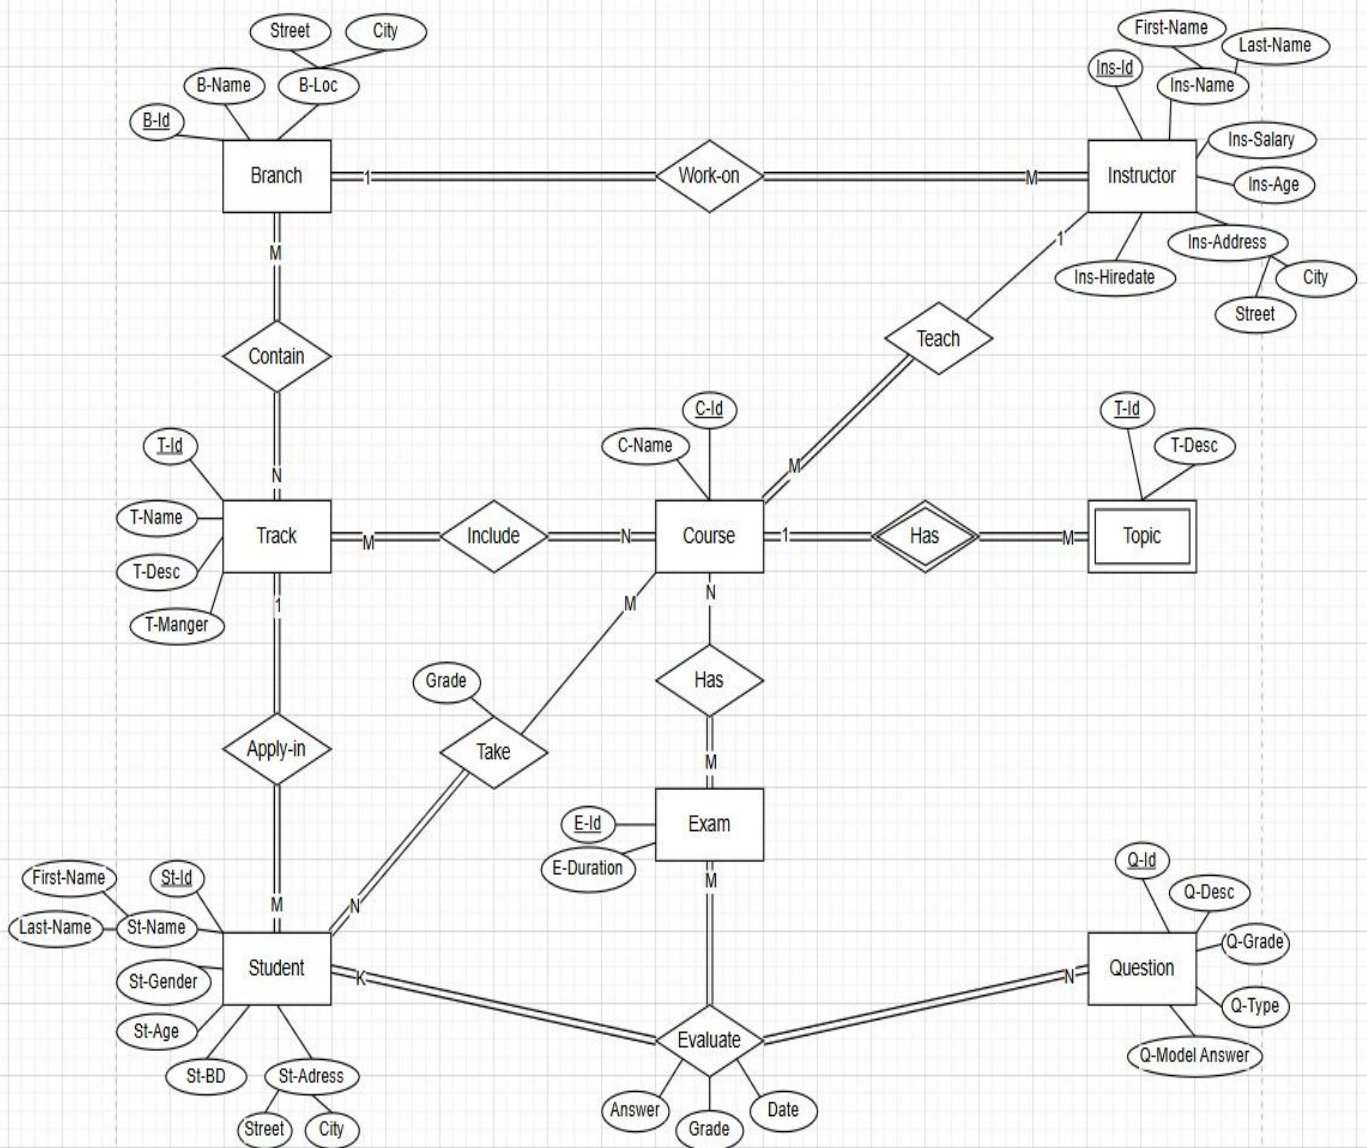 Street
City
First-Name
Last-Name
B-Name
B-Loc
Ins-Id
Ins-Name
B-Id
Ins-Salary
Branch
1
Work-on
M
Instructor
Ins-Age
1
M
Ins-Address
Ins-Hiredate
City
Street
Contain
Teach
C-Id
T-Id
T-Id
C-Name
T-Desc
M
N
T-Name
Track
M
Include
N
Course
1
Has
M
Topic
T-Desc
T-Manger
1
M
N
Grade
Has
Apply-in
Take
M
E-Id
Exam
E-Duration
First-Name
St-Id
M
Q-Id
Q-Desc
M
N
Last-Name
St-Name
Q-Grade
Student
K
N
Question
St-Gender
Q-Type
St-Age
Evaluate
Q-Model Answer
St-BD
St-Adress
Answer
Date
Street
City
Grade